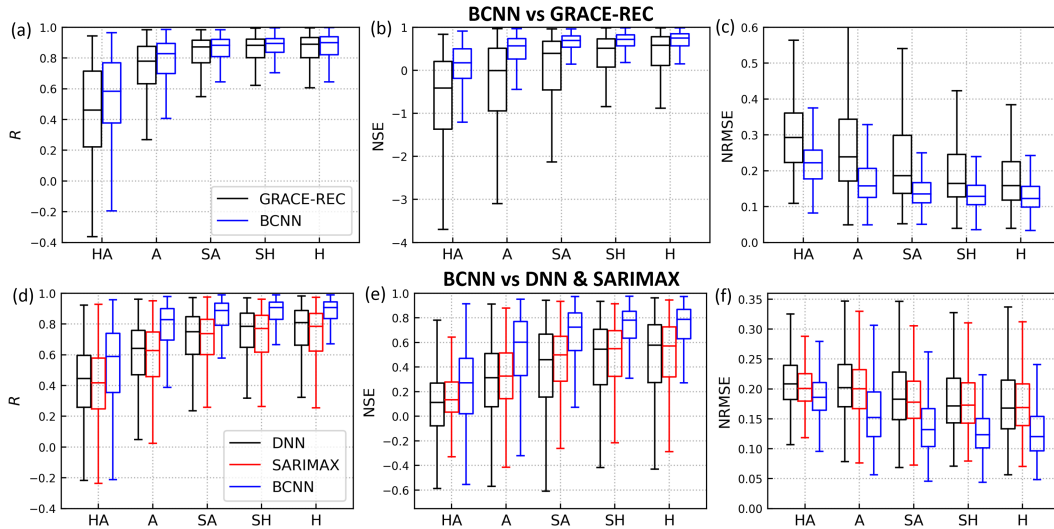 BCNN vs GRACE-REC
(a)
1.0
0.8
0.6
0.4
0.2
0.0
−0.2
−0.4
R
GRACE-REC
BCNN
HA A SA SH H
(b)
1
0
−1
−2
−3
−4
NSE
HA A SA SH H
(c)
0.6
0.5
0.4
0.3
0.2
0.1
0.0
NRMSE
HA A SA SH H
BCNN vs DNN & SARIMAX
(d)
1.0
0.8
0.6
0.4
0.2
0.0
−0.2
−0.4
R
DNN
SARIMAX
BCNN
HA A SA SH H
(e)
1.0
0.8
0.6
0.4
0.2
0.0
−0.2
−0.4
−0.6
NSE
HA A SA SH H
(f)
0.35
0.30
0.25
0.20
0.15
0.10
0.05
0.00
NRMSE
HA A SA SH H